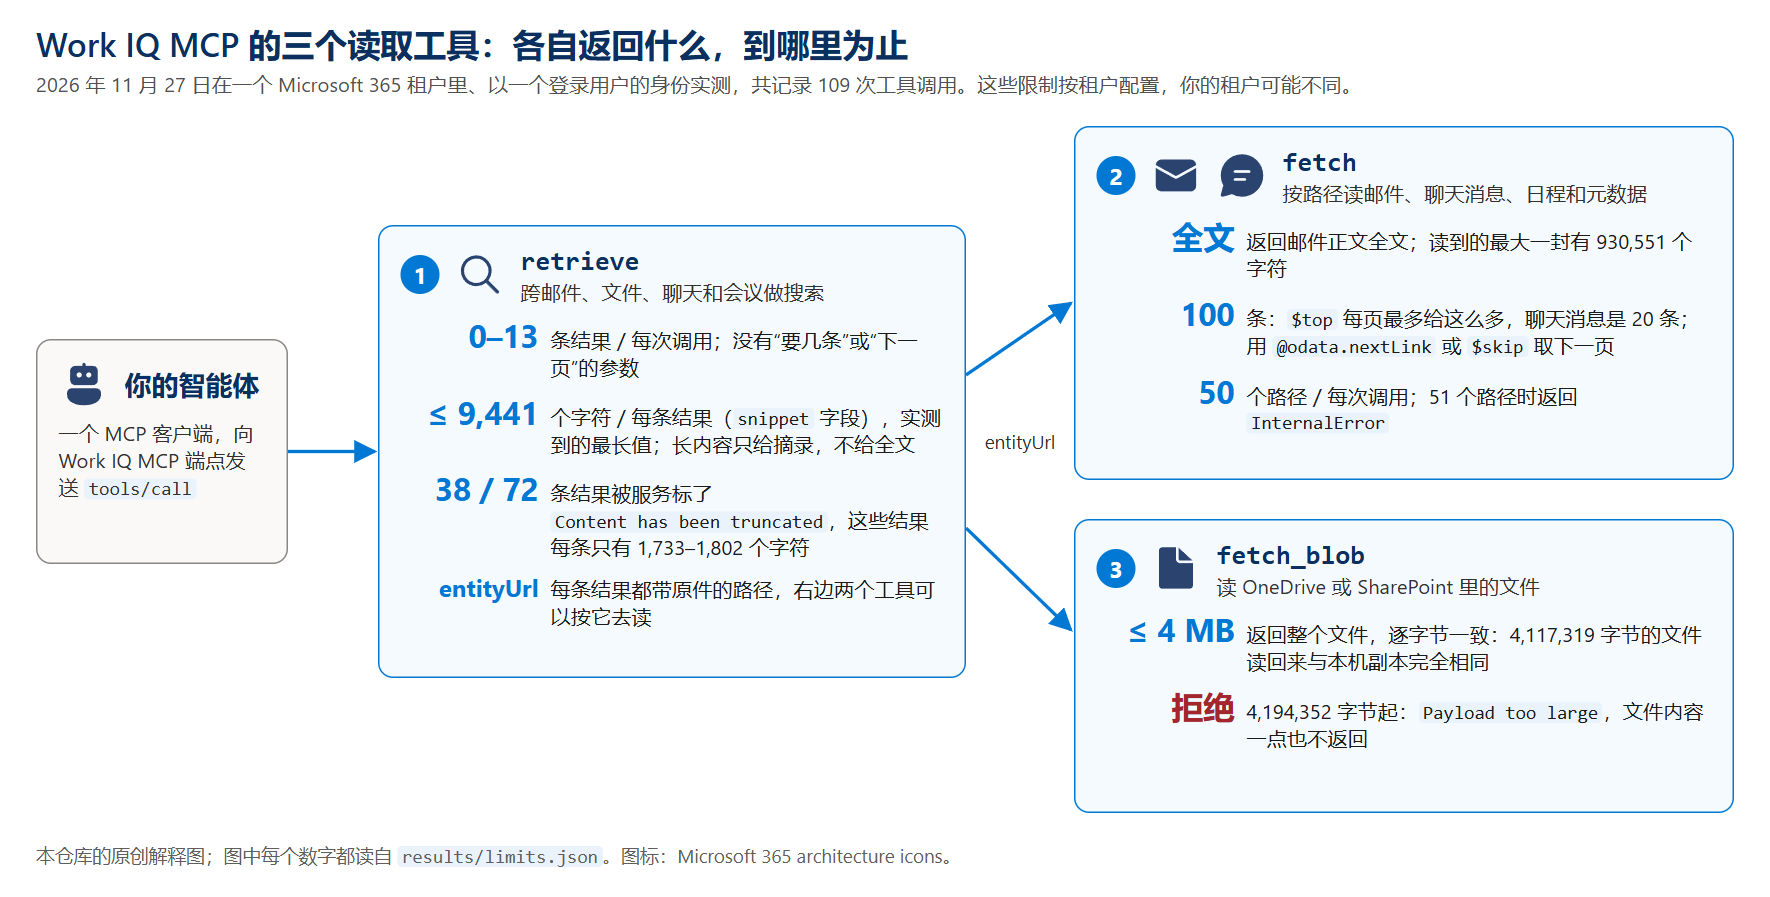 Work IQ MCP 的三个读取工具：各自返回什么，到哪里为止
2026 年 11 月 27 日在一个 Microsoft 365 租户里、以一个登录用户的身份实测，共记录 109 次工具调用。这些限制按租户配置，你的租户可能不同。
你的智能体
一个 MCP 客户端，向
Work IQ MCP 端点发
送 tools/call
1
retrieve
跨邮件、文件、聊天和会议做搜索
0–13 条结果 / 每次调用；没有“要几条”或“下一
页”的参数
≤ 9,441 个字符 / 每条结果（snippet 字段），实测
到的最长值；长内容只给摘录，不给全文
38 / 72 条结果被服务标了
Content has been truncated，这些结果
每条只有 1,733–1,802 个字符
entityUrl 每条结果都带原件的路径，右边两个工具可
以按它去读
entityUrl
2
fetch
按路径读邮件、聊天消息、日程和元数据
全文 返回邮件正文全文；读到的最大一封有 930,551 个
字符
100 条：$top 每页最多给这么多，聊天消息是 20 条；
用 @odata.nextLink 或 $skip 取下一页
50 个路径 / 每次调用；51 个路径时返回
InternalError
3
fetch_blob
读 OneDrive 或 SharePoint 里的文件
≤ 4 MB 返回整个文件，逐字节一致：4,117,319 字节的文件
读回来与本机副本完全相同
拒绝 4,194,352 字节起：Payload too large，文件内容
一点也不返回
本仓库的原创解释图；图中每个数字都读自 results/limits.json。图标：Microsoft 365 architecture icons。